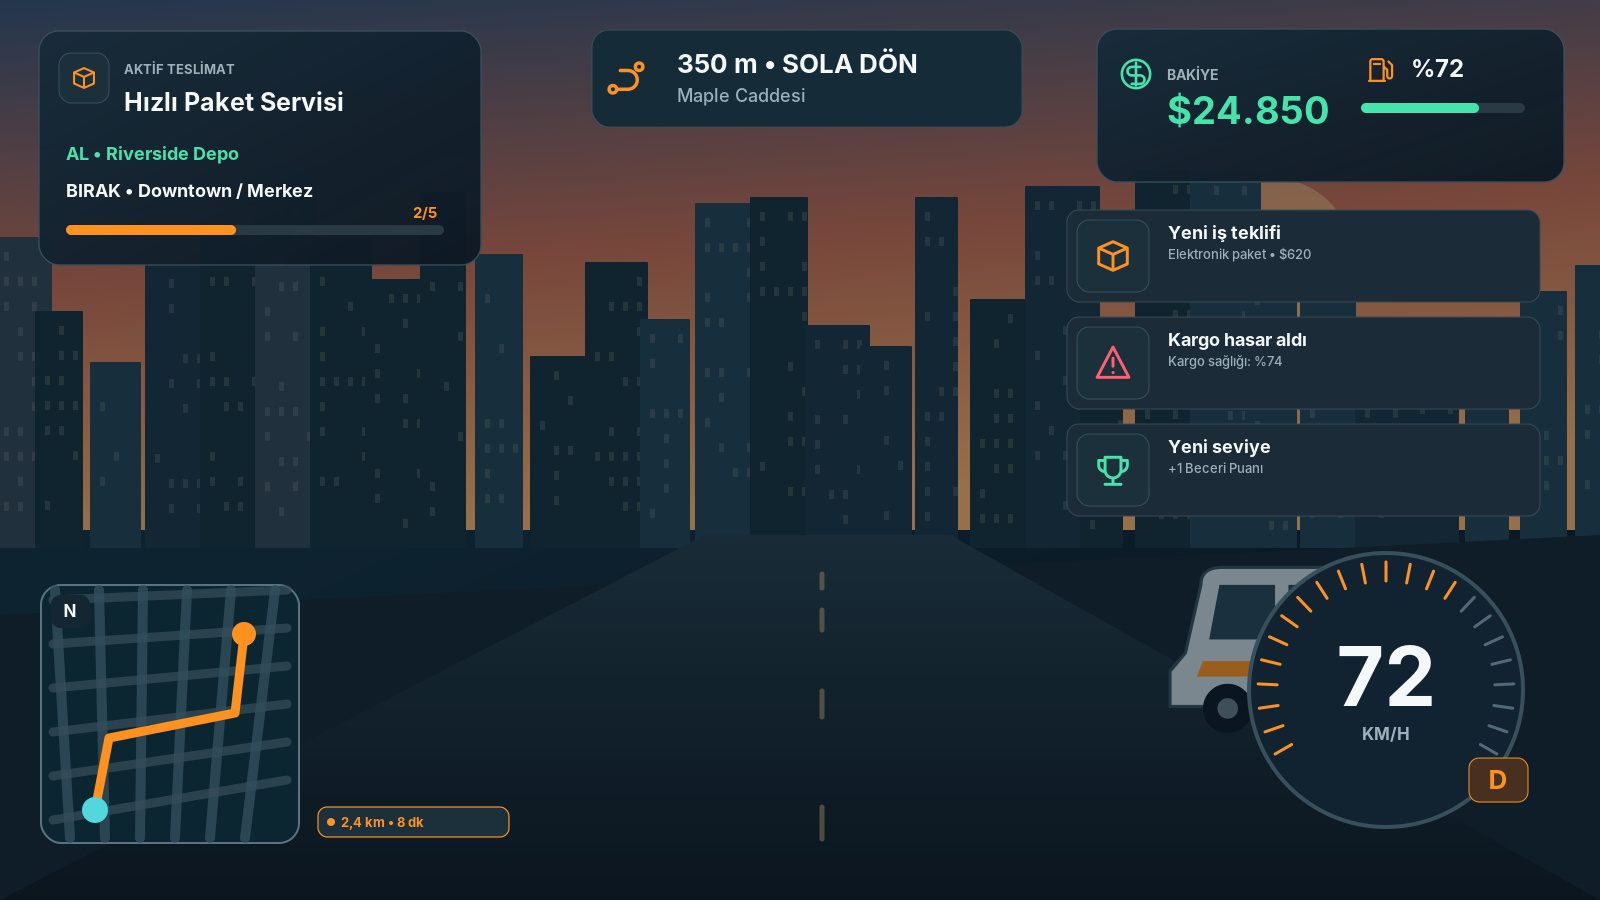 AKTİF TESLİMAT
Hızlı Paket Servisi
AL • Riverside Depo
BIRAK • Downtown / Merkez
2/5
350 m • SOLA DÖN
Maple Caddesi
BAKİYE
$24.850
%72
Yeni iş teklifi
Elektronik paket • $620
Kargo hasar aldı
Kargo sağlığı: %74
Yeni seviye
+1 Beceri Puanı
N
2,4 km • 8 dk
72
KM/H
D